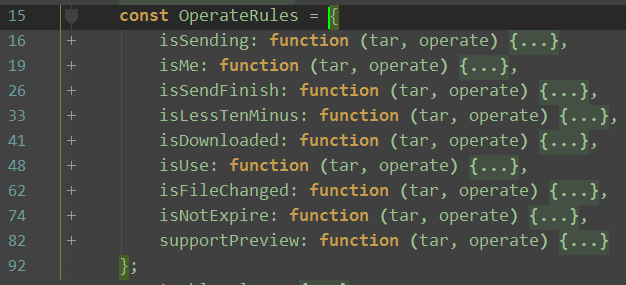 15 const OperateRules = {
16 + isSending: function (tar, operate) {...},
19 + isMe: function (tar, operate) {...},
26 + isSendFinish: function (tar, operate) {...},
33 + isLessTenMinus: function (tar, operate) {...},
41 + isDownloaded: function (tar, operate) {...},
48 + isUse: function (tar, operate) {...},
62 + isFileChanged: function (tar, operate) {...},
74 + isNotExpire: function (tar, operate) {...},
82 + supportPreview: function (tar, operate) {...}
92 };